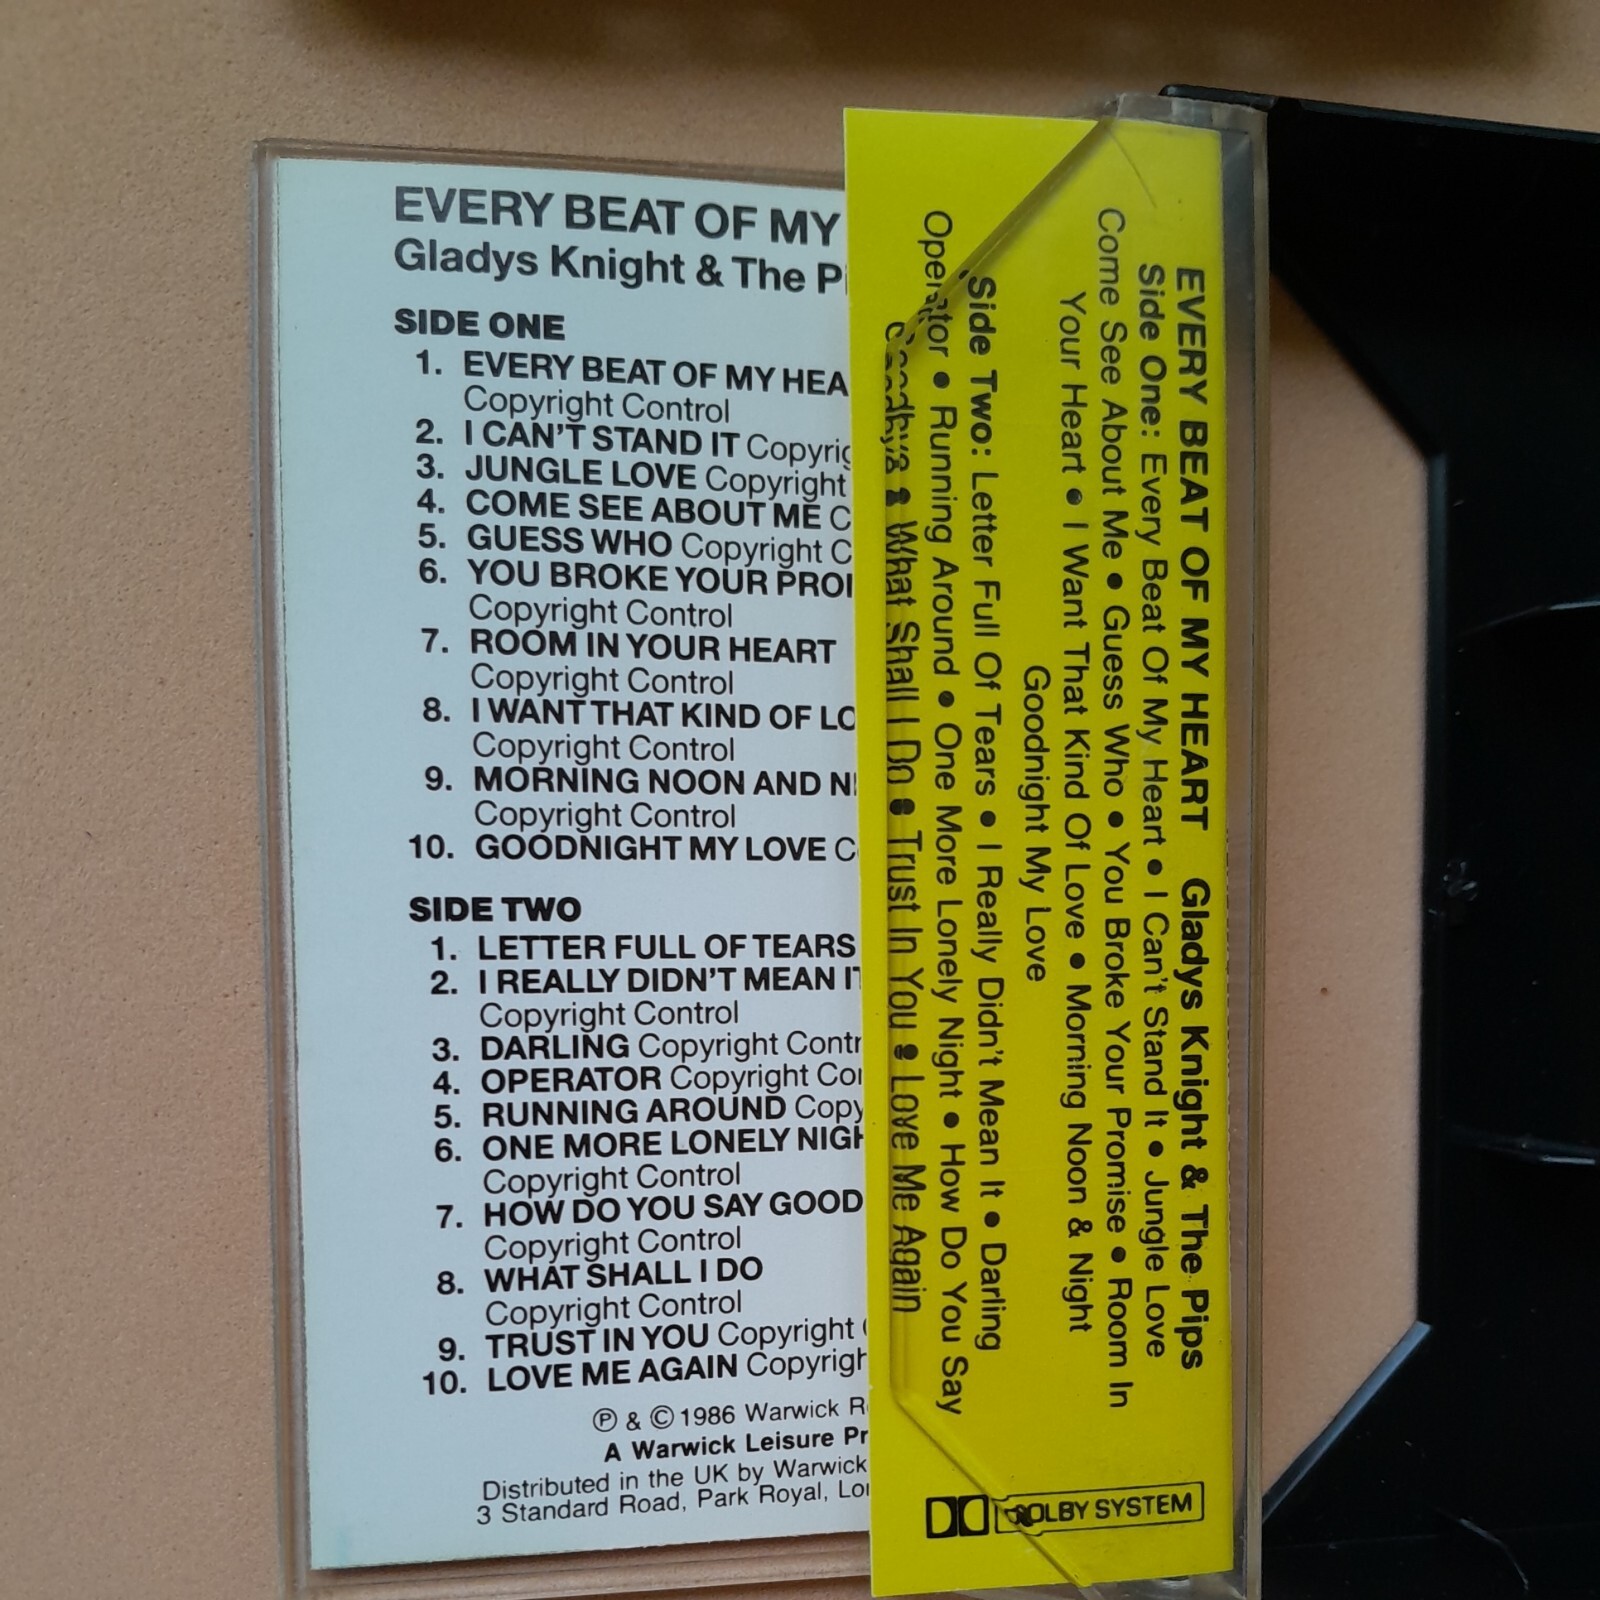 EVERY BEAT OF MY
Gladys Knight & The
SIDE ONE
1. EVERY BEAT OF MY HEA
Copyright Control
2. I CAN'T STAND IT Copyrig
3. JUNGLE LOVE Copyright
4. COME SEE ABOUT ME C
5. GUESS WHO Copyright C
6. YOU BROKE YOUR PRO
Copyright Control
7. ROOM IN YOUR HEART
Copyright Control
8. I WANT THAT KIND OF LO
Copyright Control
9. MORNING NOON AND N
Copyright Control
10. GOODNIGHT MY LOVE C
SIDE TWO
1. LETTER FULL OF TEARS
2. I REALLY DIDN'T MEAN I
Copyright Control
3. DARLING Copyright Contr
4. OPERATOR Copyright Co
5. RUNNING AROUND Copy
6. ONE MORE LONELY NIGH
Copyright Control
7. HOW DO YOU SAY GOOD
Copyright Control
8. WHAT SHALL I DO
Copyright Control
9. TRUST IN YOU Copyright
10. LOVE ME AGAIN Copyrigh
℗ & © 1986 Warwick R
A Warwick Leisure Pr
Distributed in the UK by Warwick
3 Standard Road, Park Royal, Lo
EVERY BEAT OF MY HEART Gladys Knight & The Pips
Side One: Every Beat Of My Heart • I Can't Stand It • Jungle Love
Come See About Me • Guess Who • You Broke Your Promise • Room In
Your Heart • I Want That Kind Of Love • Morning Noon & Night
Goodnight My Love
Side Two: Letter Full Of Tears • I Really Didn't Mean It • Darling
Operator • Running Around • One More Lonely Night • How Do You Say
Goodbye • What Shall I Do • Trust In You • Love Me Again
DOLBY SYSTEM